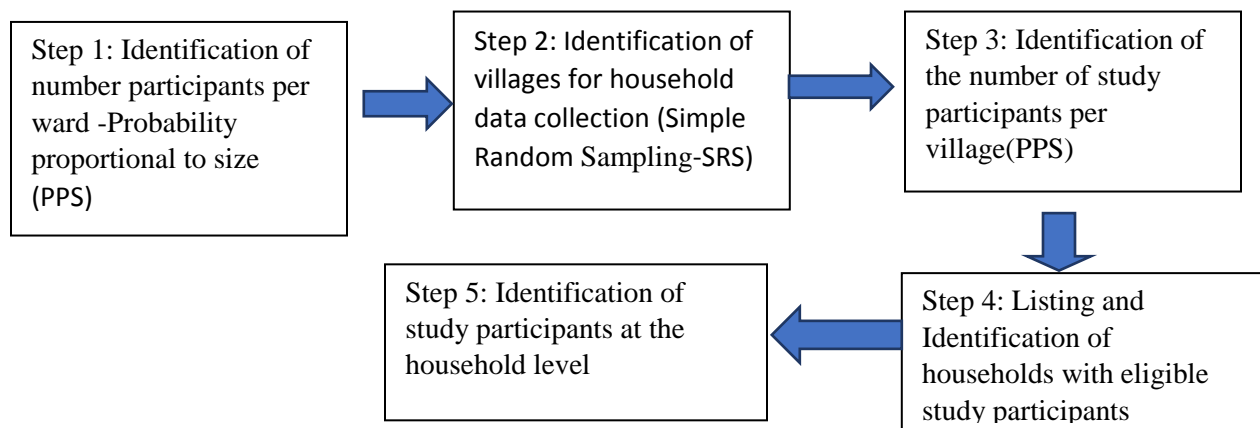 Step 1: Identification of
number participants per
ward -Probability
proportional to size
(PPS)
Step 2: Identification of
villages for household
data collection (Simple
Random Sampling-SRS)
Step 3: Identification of
the number of study
participants per
village(PPS)
Step 4: Listing and
Identification of
households with eligible
study participants
Step 5: Identification of
study participants at the
household level